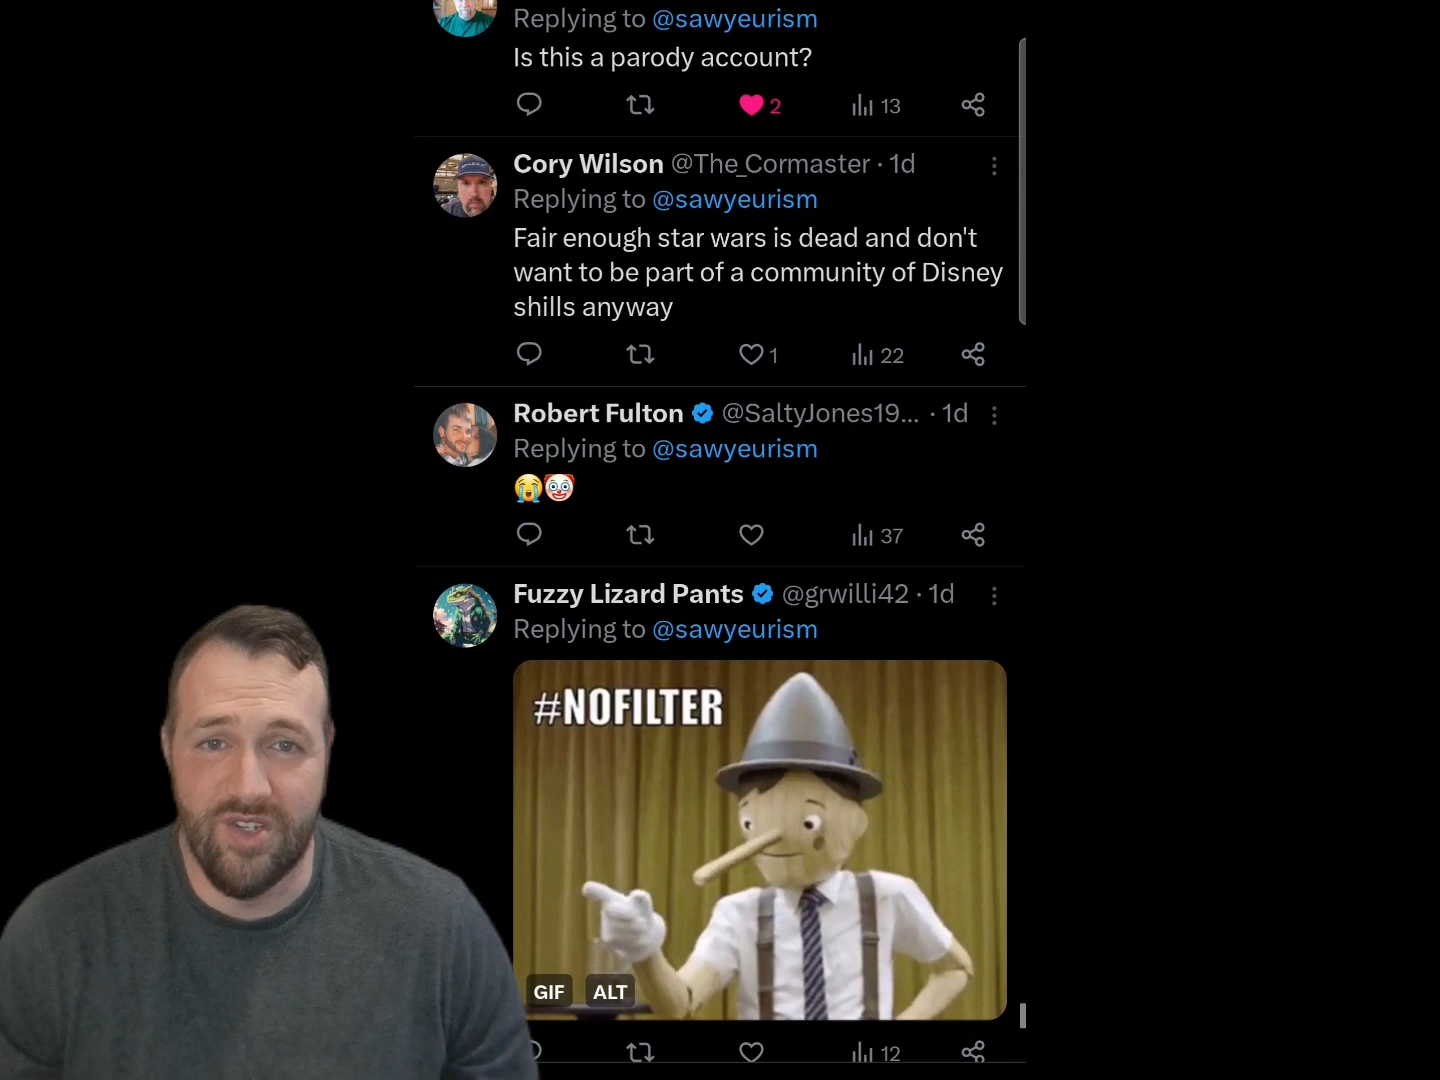 Replying to @sawyeurism
Is this a parody account?
2
13
Cory Wilson @The_Cormaster · 1d
Replying to @sawyeurism
Fair enough star wars is dead and don't
want to be part of a community of Disney
shills anyway
1
22
Robert Fulton @SaltyJones19... · 1d
Replying to @sawyeurism
😭🤡
37
Fuzzy Lizard Pants @grwilli42 · 1d
Replying to @sawyeurism
#NOFILTER
GIF ALT
12